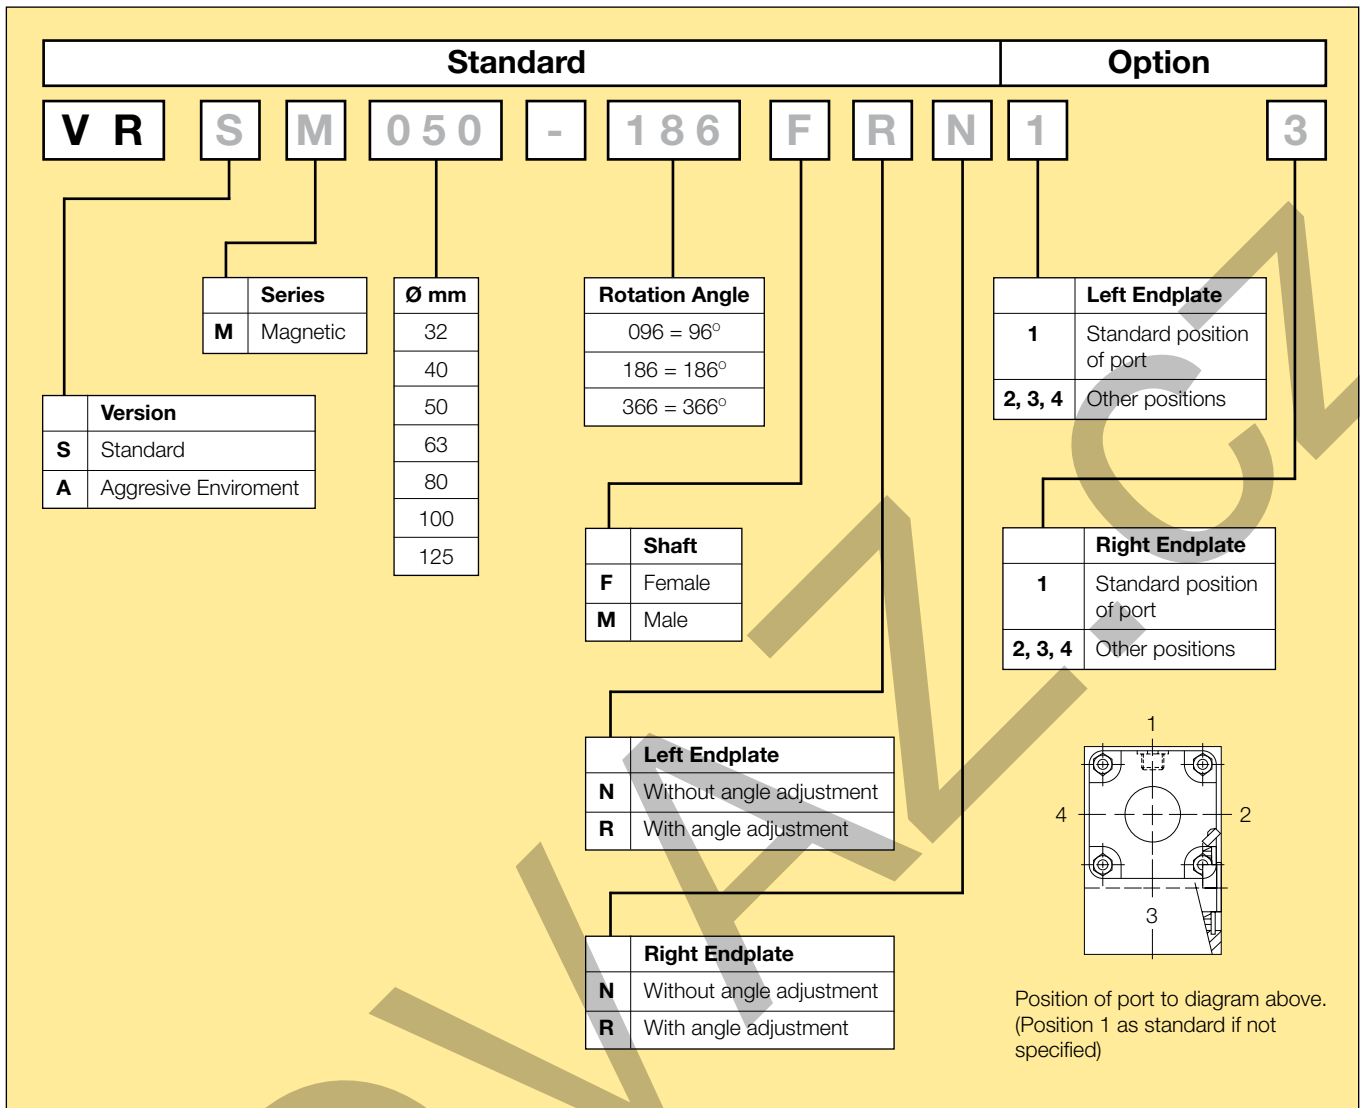 Standard Option
V R S M 0 5 0 - 1 8 6 F R N 1 3
Series
M Magnetic
Version
S Standard
A Aggresive Enviroment
Ø mm
32
40
50
63
80
100
125
Rotation Angle
096 = 96°
186 = 186°
366 = 366°
Shaft
F Female
M Male
Left Endplate
N Without angle adjustment
R With angle adjustment
Right Endplate
N Without angle adjustment
R With angle adjustment
Left Endplate
1 Standard position
of port
2, 3, 4 Other positions
Right Endplate
1 Standard position
of port
2, 3, 4 Other positions
1
4 2
3
Position of port to diagram above.
(Position 1 as standard if not
specified)